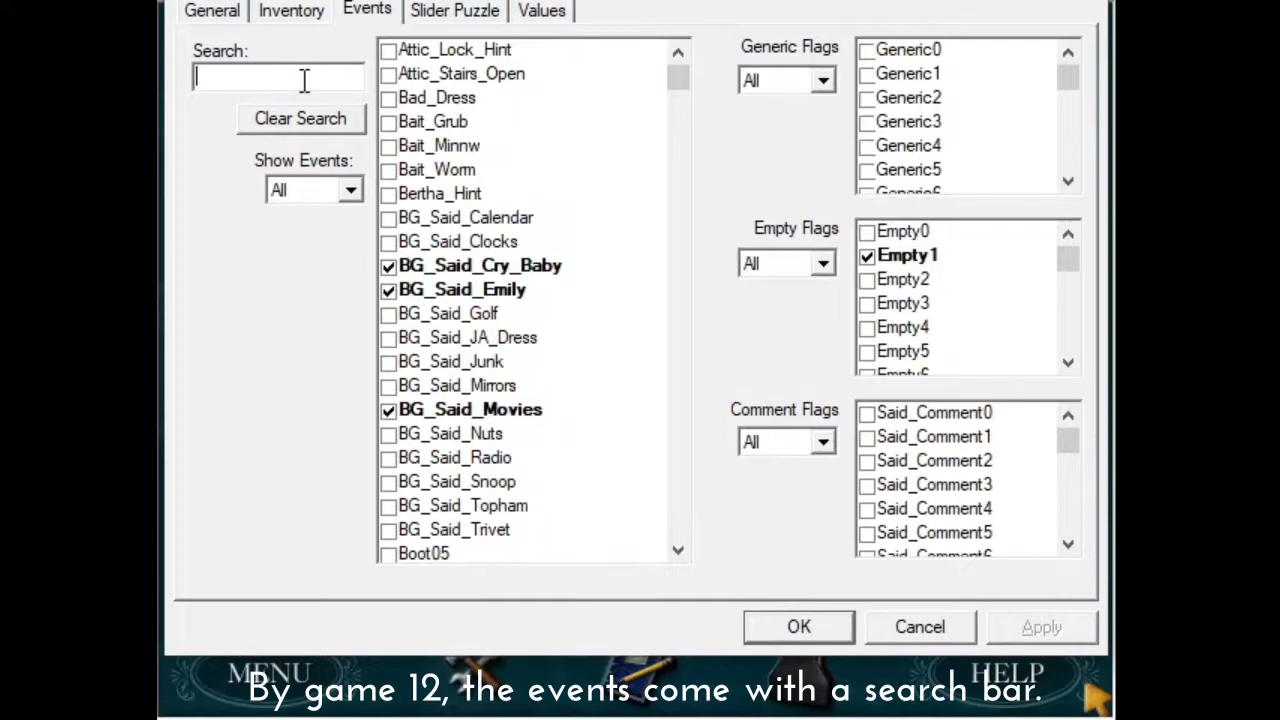 General
Inventory
Events
Slider Puzzle
Values
Search:
Clear Search
Show Events:
All
Attic_Lock_Hint
Attic_Stairs_Open
Bad_Dress
Bait_Grub
Bait_Minnw
Bait_Worm
Bertha_Hint
BG_Said_Calendar
BG_Said_Clocks
BG_Said_Cry_Baby
BG_Said_Emily
BG_Said_Golf
BG_Said_JA_Dress
BG_Said_Junk
BG_Said_Mirrors
BG_Said_Movies
BG_Said_Nuts
BG_Said_Radio
BG_Said_Snoop
BG_Said_Topham
BG_Said_Trivet
Boot05
Generic Flags
All
Generic0
Generic1
Generic2
Generic3
Generic4
Generic5
Generic6
Empty Flags
All
Empty0
Empty1
Empty2
Empty3
Empty4
Empty5
Empty6
Comment Flags
All
Said_Comment0
Said_Comment1
Said_Comment2
Said_Comment3
Said_Comment4
Said_Comment5
Said_Comment6
OK
Cancel
Apply
MENU
HELP
By game 12, the events come with a search bar.